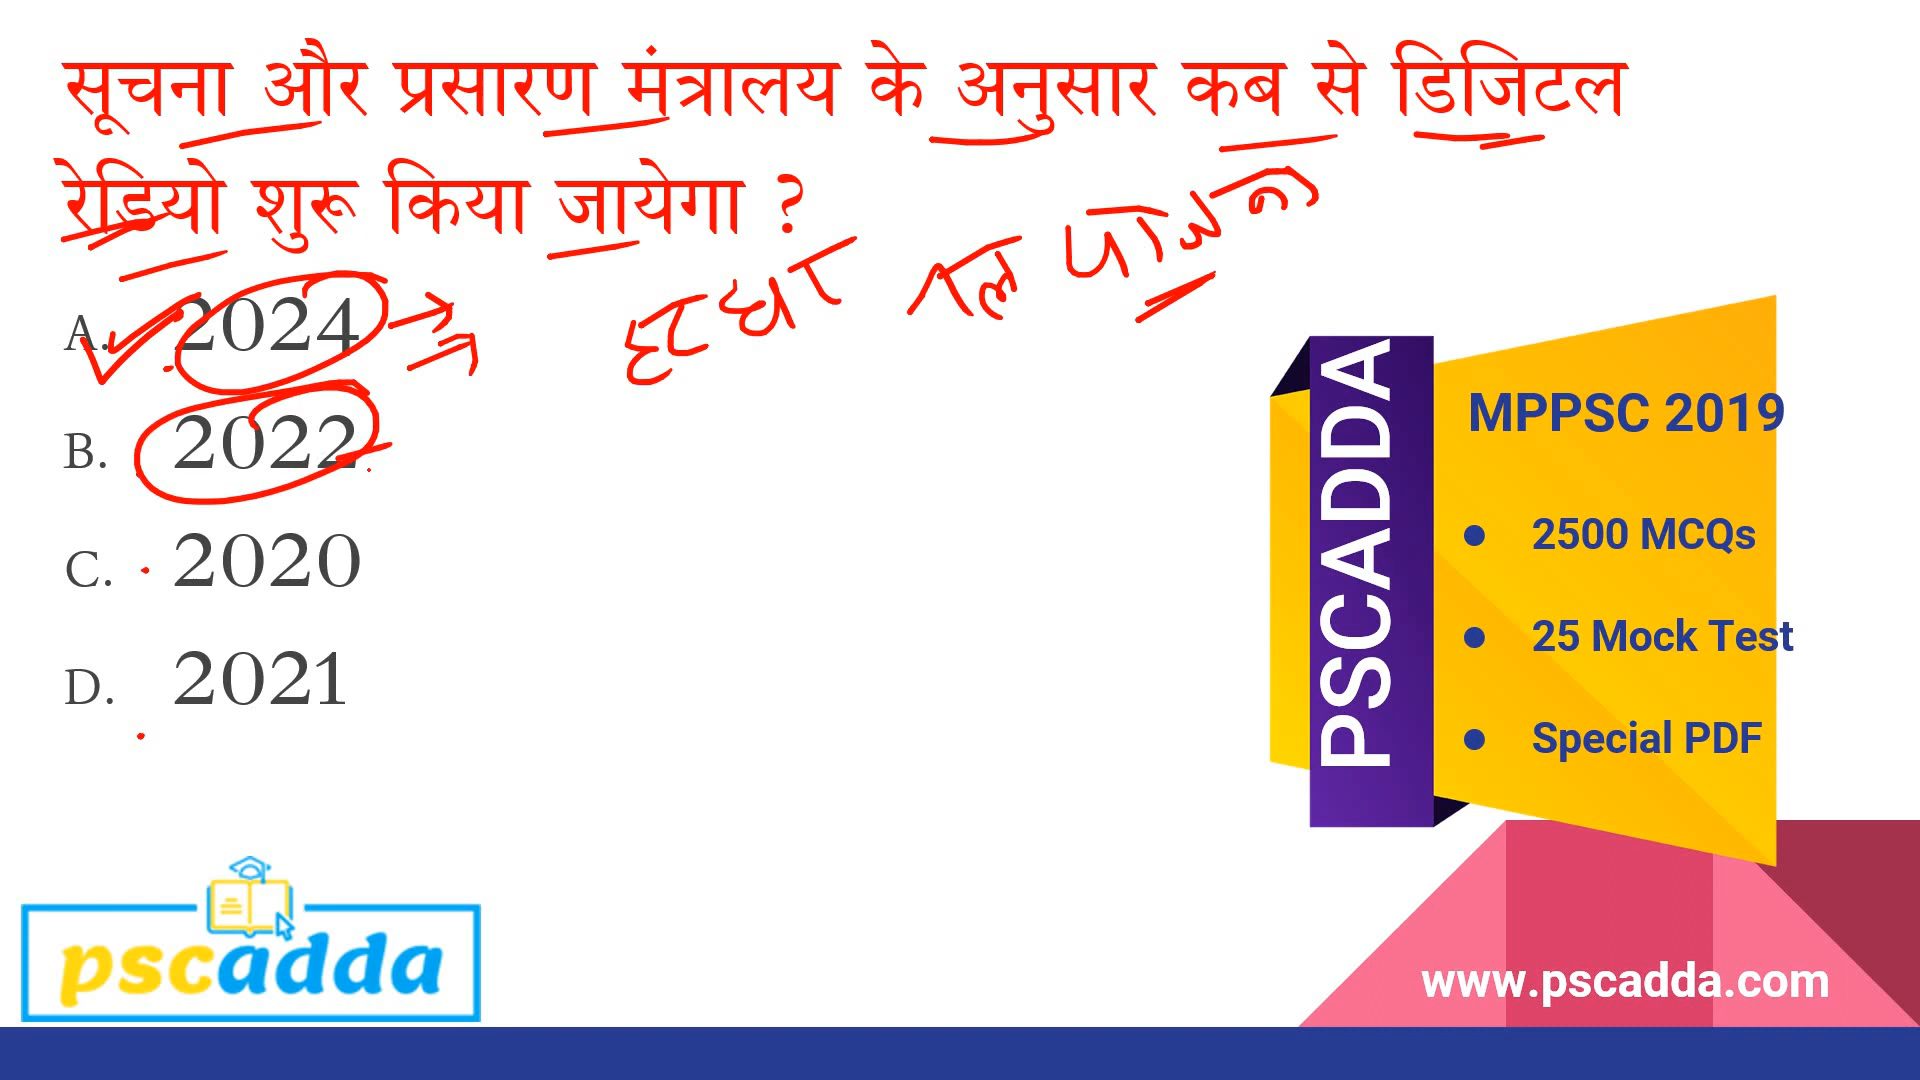 सूचना और प्रसारण मंत्रालय के अनुसार कब से डिजिटल
रेडियो शुरू किया जायेगा ?
A. 2024
B. 2022
C. 2020
D. 2021
PSCADDA
MPPSC 2019
• 2500 MCQs
• 25 Mock Test
• Special PDF
pscadda
www.pscadda.com